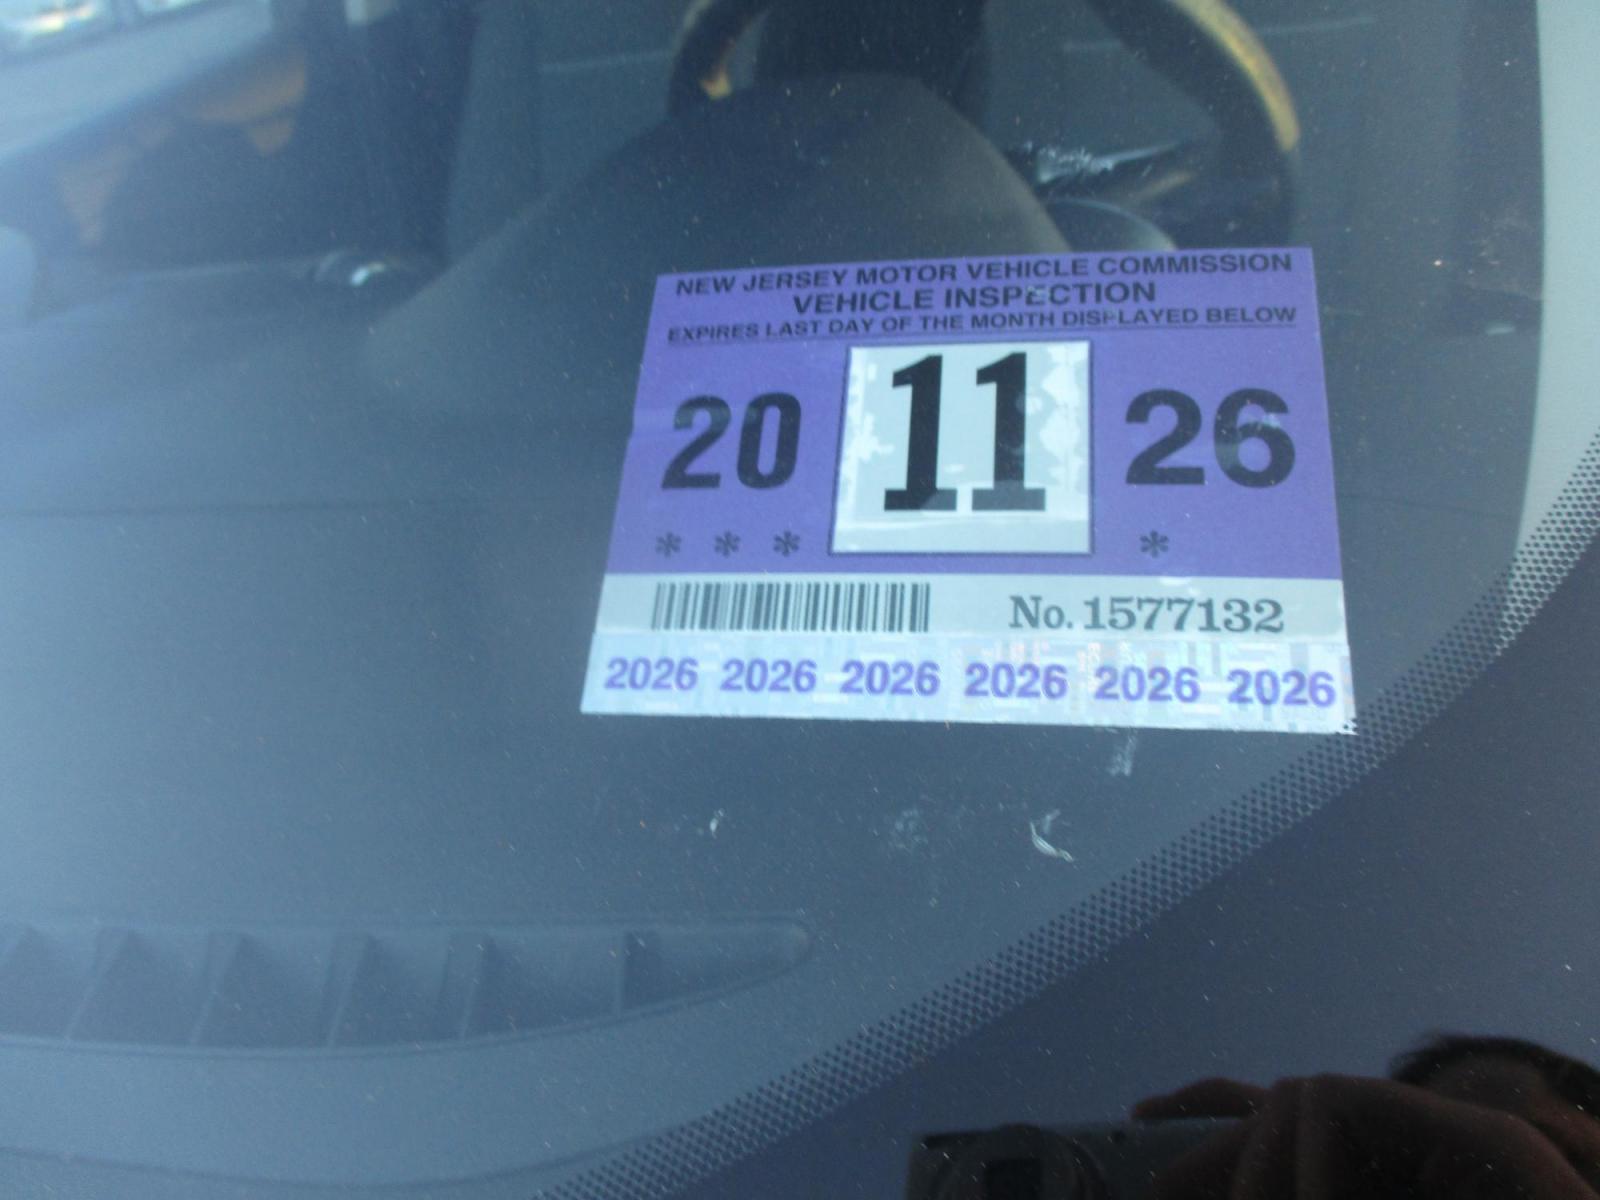 NEW JERSEY MOTOR VEHICLE COMMISSION
VEHICLE INSPECTION
EXPIRES LAST DAY OF THE MONTH DISPLAYED BELOW
20 11 26
* * * *
No. 1577132
2026 2026 2026 2026 2026 2026